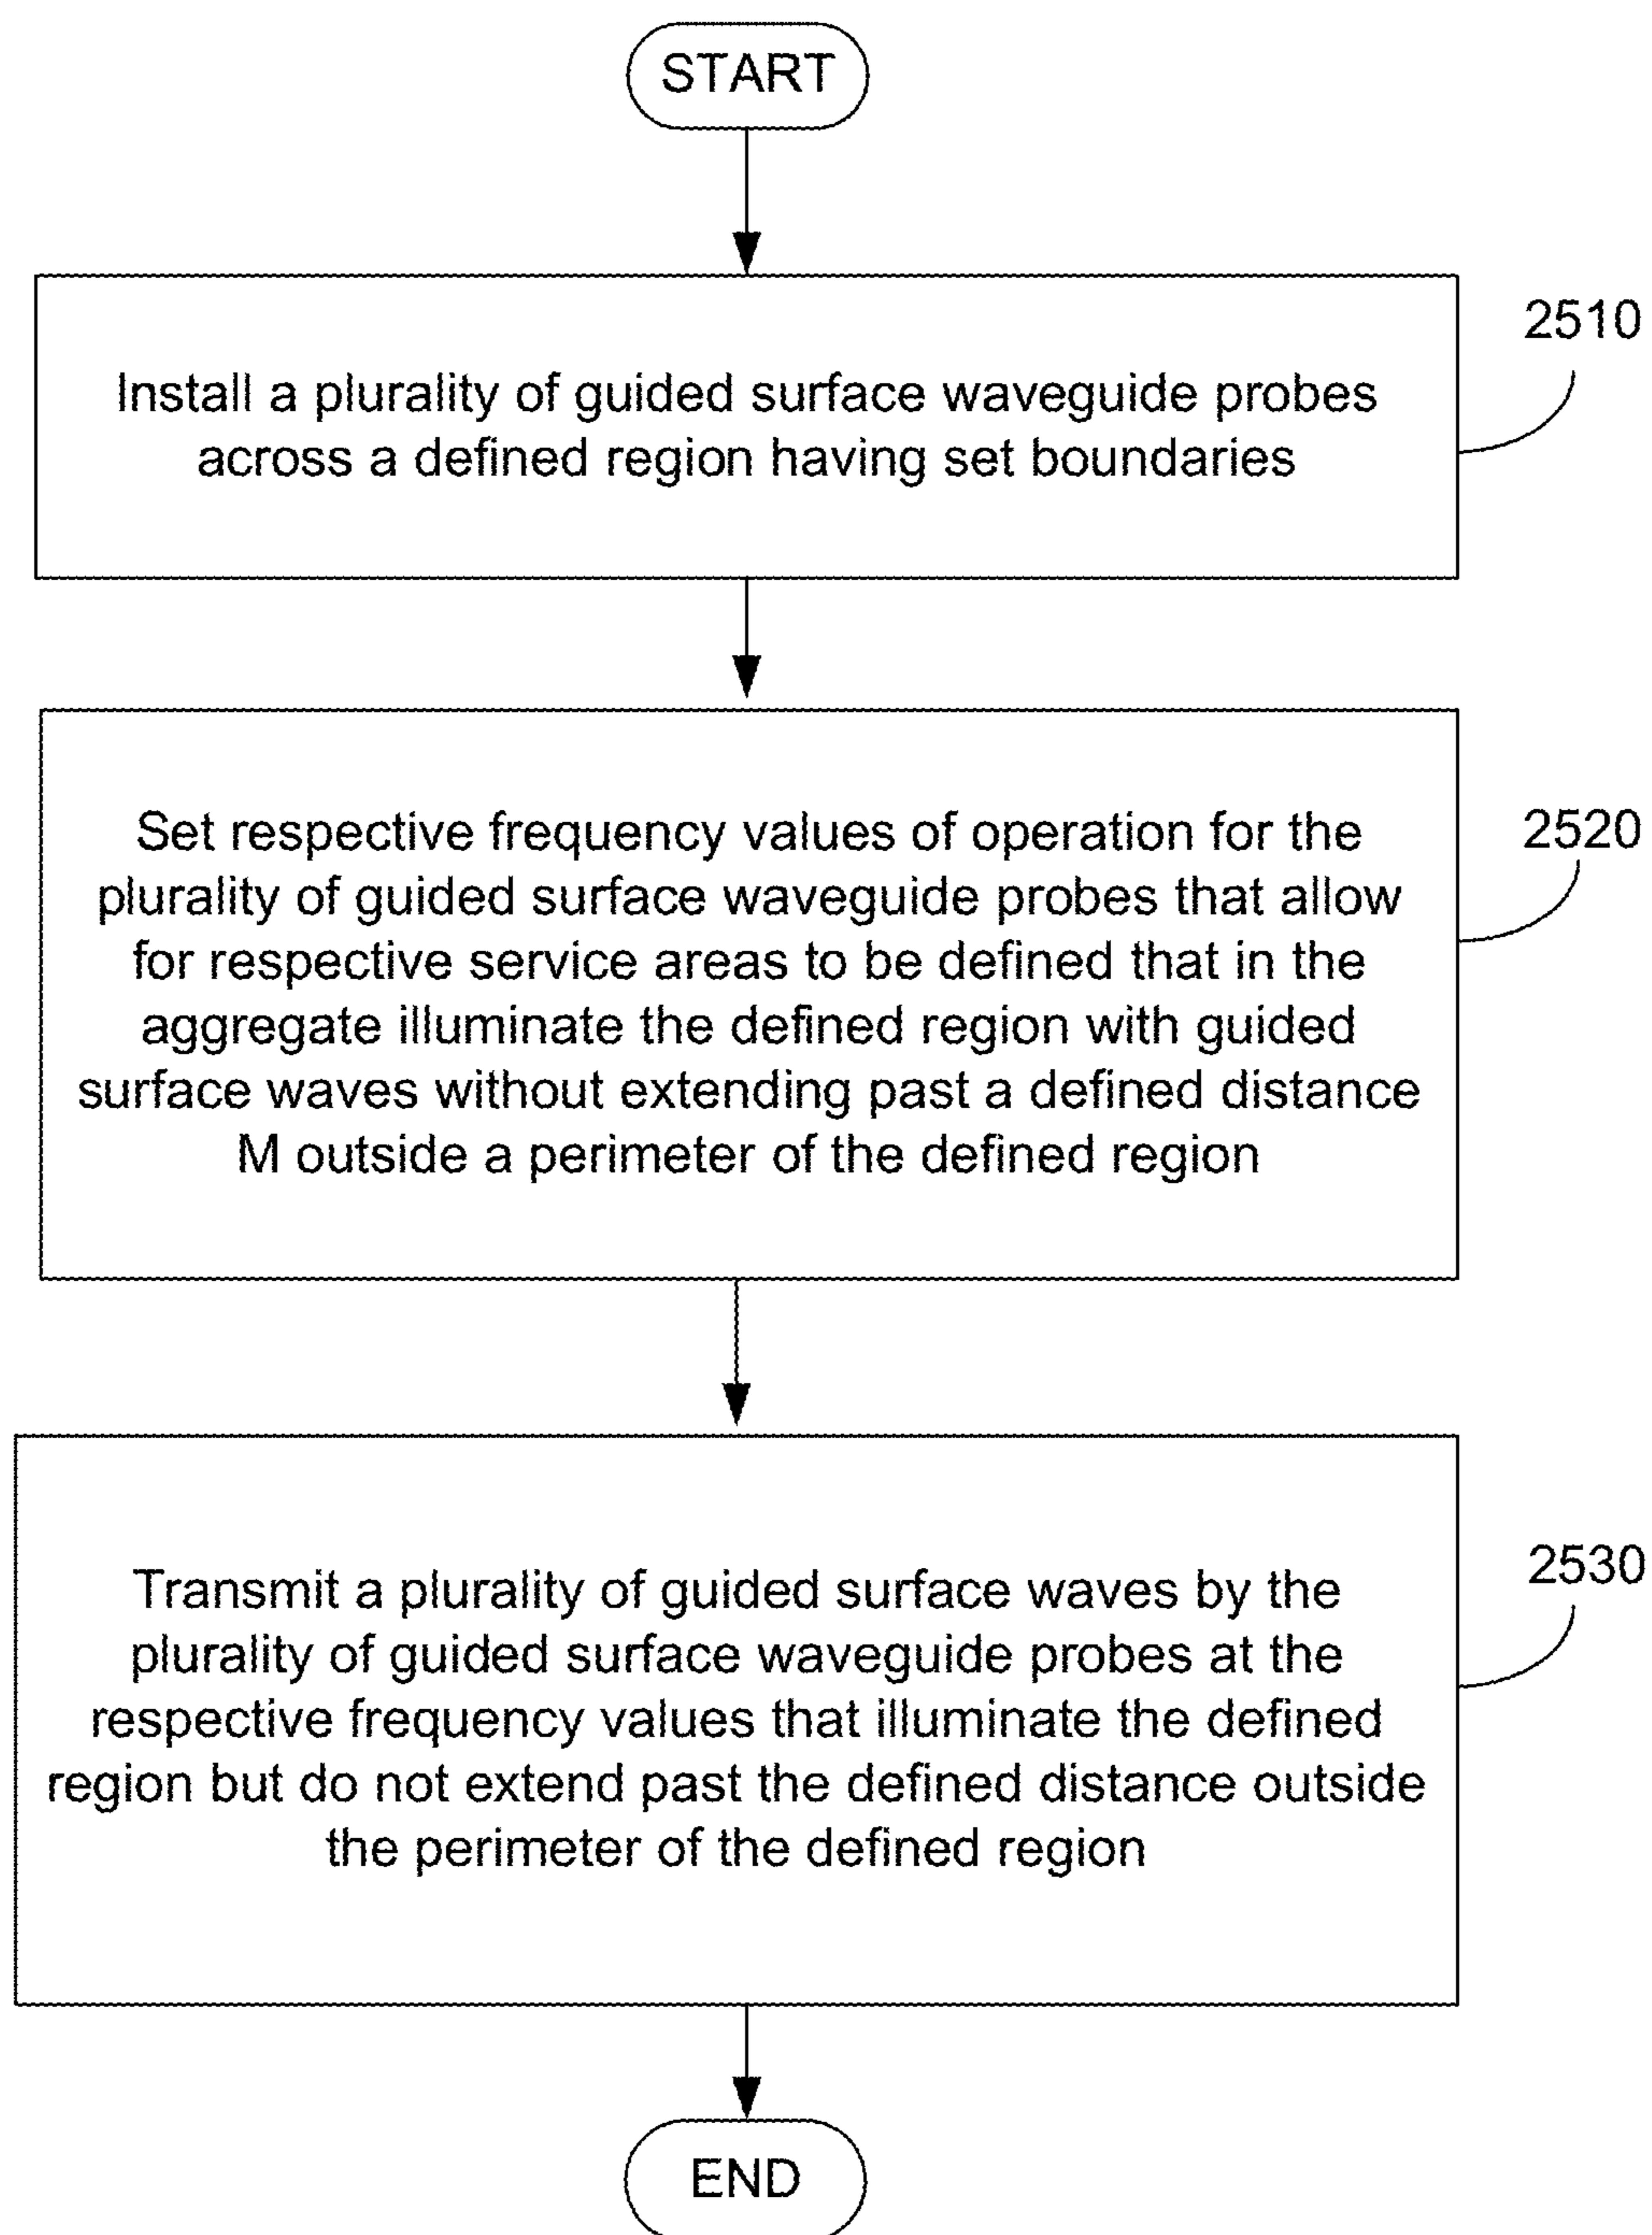 START
2510
Install a plurality of guided surface waveguide probes
across a defined region having set boundaries
2520
Set respective frequency values of operation for the
plurality of guided surface waveguide probes that allow
for respective service areas to be defined that in the
aggregate illuminate the defined region with guided
surface waves without extending past a defined distance
M outside a perimeter of the defined region
2530
Transmit a plurality of guided surface waves by the
plurality of guided surface waveguide probes at the
respective frequency values that illuminate the defined
region but do not extend past the defined distance outside
the perimeter of the defined region
END